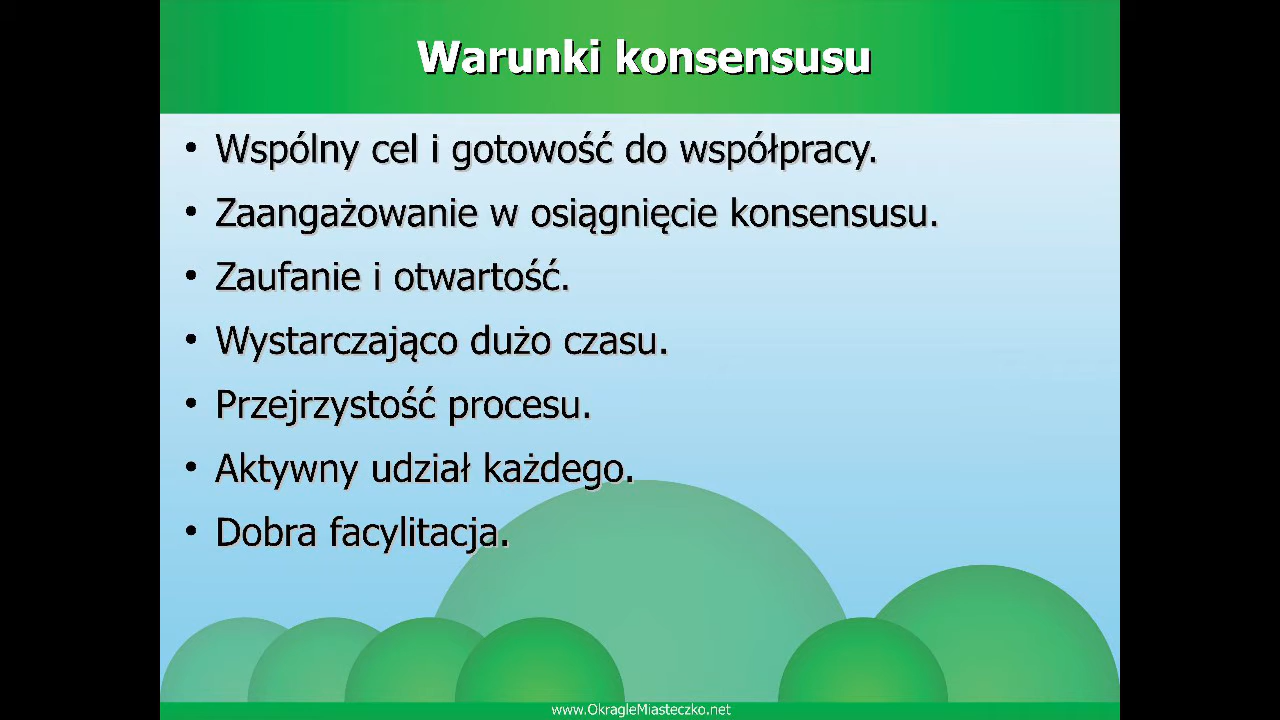 Warunki konsensusu
• Wspólny cel i gotowość do współpracy.
• Zaangażowanie w osiągnięcie konsensusu.
• Zaufanie i otwartość.
• Wystarczająco dużo czasu.
• Przejrzystość procesu.
• Aktywny udział każdego.
• Dobra facylitacja.
www.OkragleMiasteczko.net